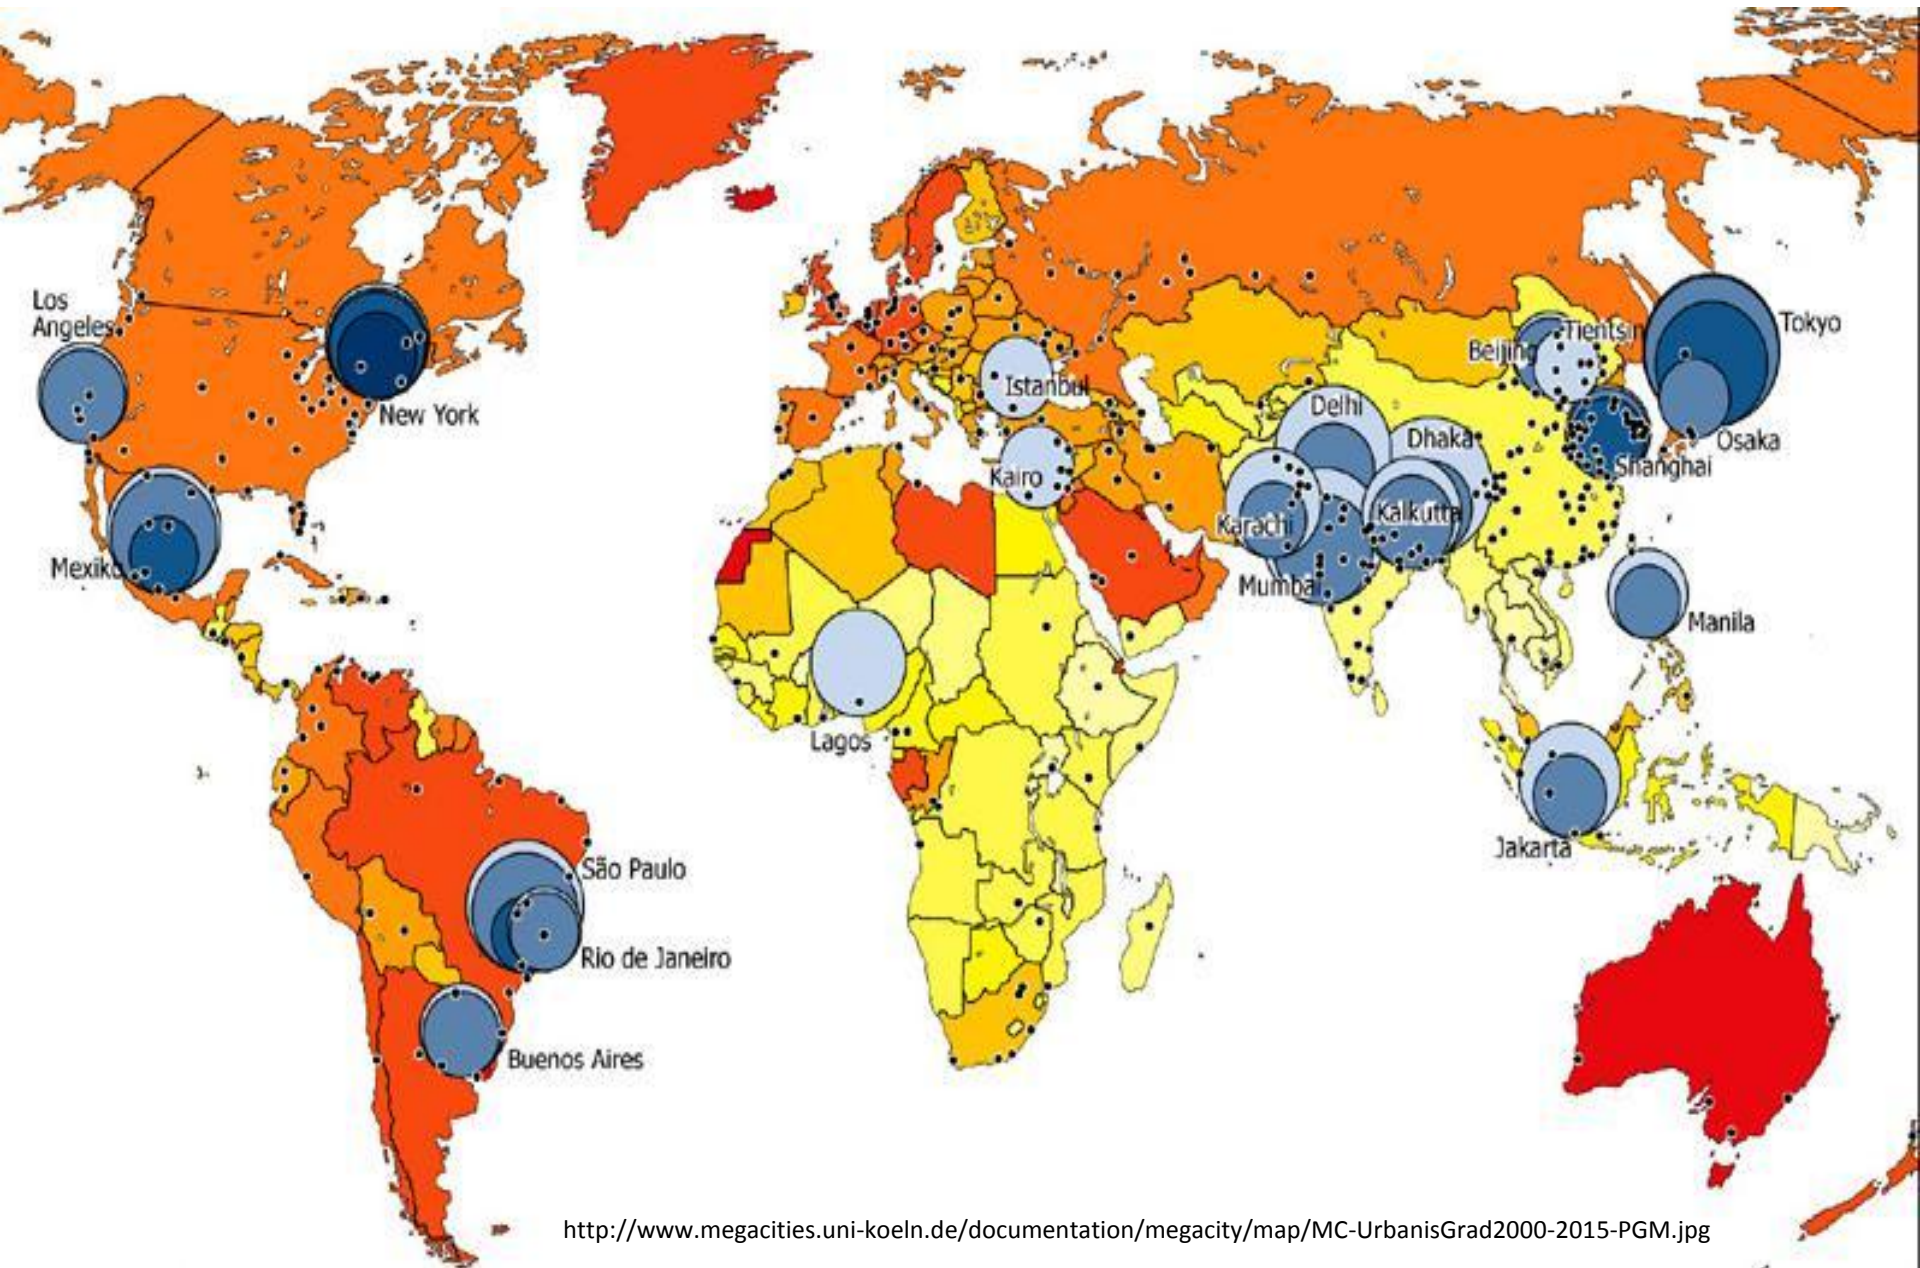 Los
Angeles
New York
Mexiko
São Paulo
Rio de Janeiro
Buenos Aires
Istanbul
Kairo
Lagos
Karachi
Delhi
Dhaka
Kalkutta
Mumbai
Beijing
Tientsin
Shanghai
Tokyo
Osaka
Manila
Jakarta
http://www.megacities.uni-koeln.de/documentation/megacity/map/MC-UrbanisGrad2000-2015-PGM.jpg